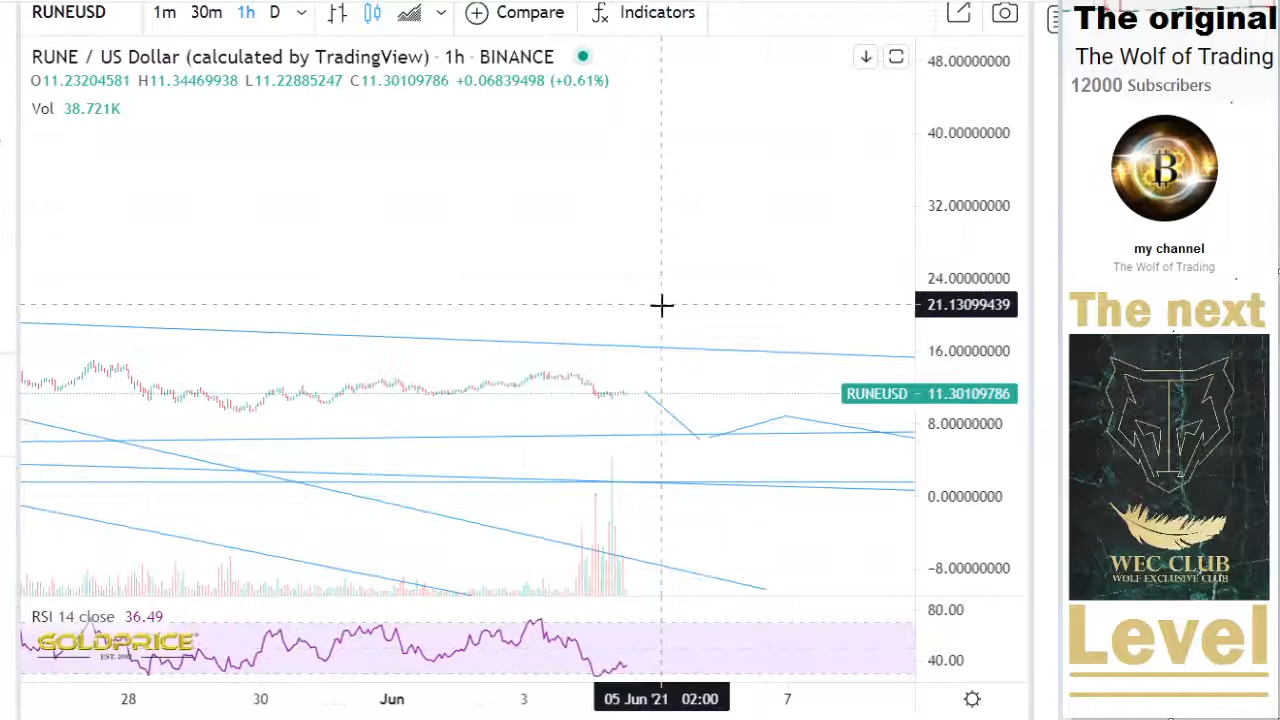 RUNEUSD 1m 30m 1h D Compare Indicators
RUNE / US Dollar (calculated by TradingView) · 1h · BINANCE
O11.23204581 H11.34469938 L11.22885247 C11.30109786 +0.06839498 (+0.61%)
Vol 38.721K
48.00000000
40.00000000
32.00000000
24.00000000
21.13099439
16.00000000
RUNEUSD 11.30109786
8.00000000
0.00000000
-8.00000000
RSI 14 close 36.49
80.00
40.00
GOLDPRICE
28 30 Jun 3 05 Jun '21 02:00 7
The original
The Wolf of Trading
12000 Subscribers
my channel
The Wolf of Trading
The next
WEC CLUB
WOLF EXCLUSIVE CLUB
Level